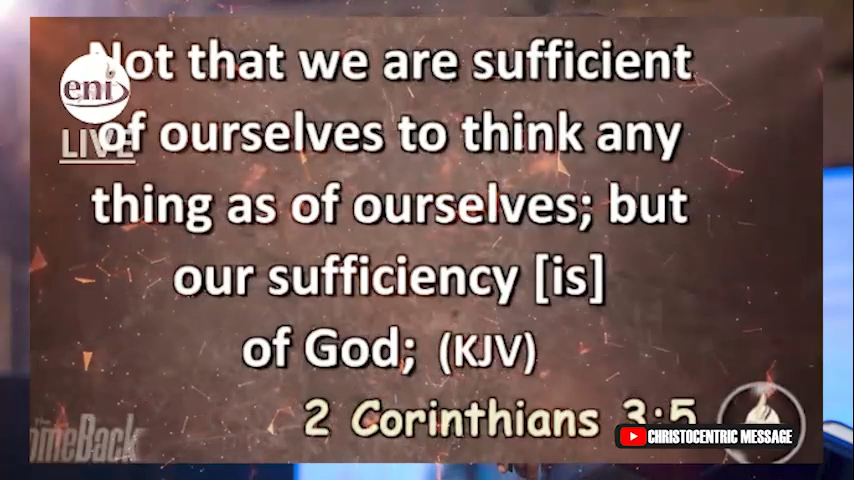 Not that we are sufficient
of ourselves to think any
thing as of ourselves; but
our sufficiency [is]
of God; (KJV)
2 Corinthians 3:5
eni
LIVE
omeBack
CHRISTOCENTRIC MESSAGE